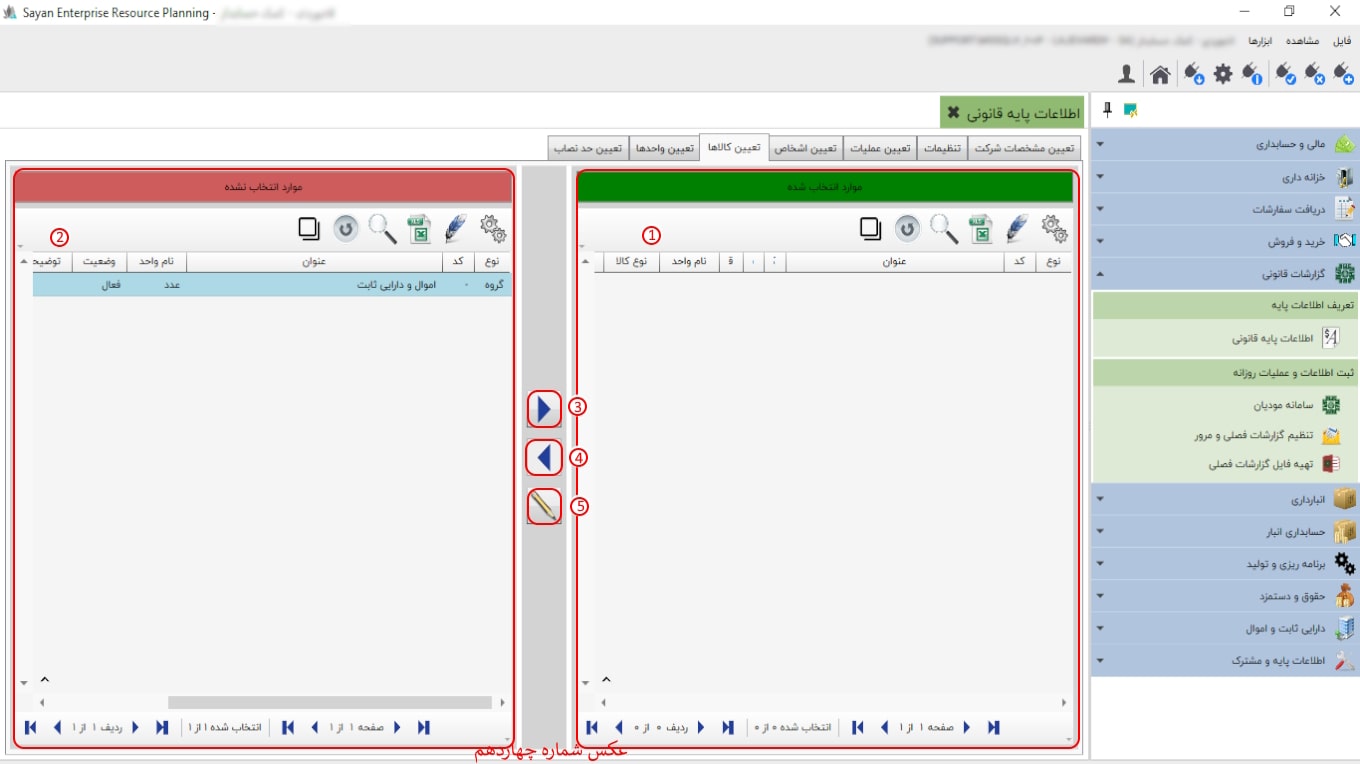 Sayan Enterprise Resource Planning -
فایل مشاهده ابزارها
اطلاعات پایه قانونی
تعیین مشخصات شرکت
تنظیمات
تعیین عملیات
تعیین اشخاص
تعیین کالاها
تعیین واحدها
تعیین حد نصاب
مالی و حسابداری
خزانه داری
دریافت سفارشات
خرید و فروش
گزارشات قانونی
تعریف اطلاعات پایه
اطلاعات پایه قانونی
ثبت اطلاعات و عملیات روزانه
سامانه مودیان
تنظیم گزارشات فصلی و مرور
تهیه فایل گزارشات فصلی
انبارداری
حسابداری انبار
برنامه ریزی و تولید
حقوق و دستمزد
دارایی ثابت و اموال
اطلاعات پایه و مشترک
موارد انتخاب شده
1
نوع کد عنوان ق نام واحد نوع کالا
صفحه ۱ از ۱ انتخاب شده ۰ از ۰ ردیف ۰ از ۰
3
4
5
موارد انتخاب نشده
2
نوع کد عنوان نام واحد وضعیت توضیح
گروه ۰ اموال و دارایی ثابت عدد فعال
صفحه ۱ از ۱ انتخاب شده ۱ از ۱ ردیف ۱ از ۱
عکس شماره چهاردهم